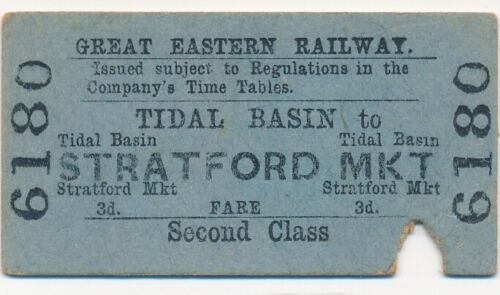 GREAT EASTERN RAILWAY.
Issued subject to Regulations in the
Company's Time Tables.
TIDAL BASIN to
Tidal Basin Tidal Basin
STRATFORD MKT
Stratford Mkt Stratford Mkt
3d. FARE 3d.
Second Class
6180
6180